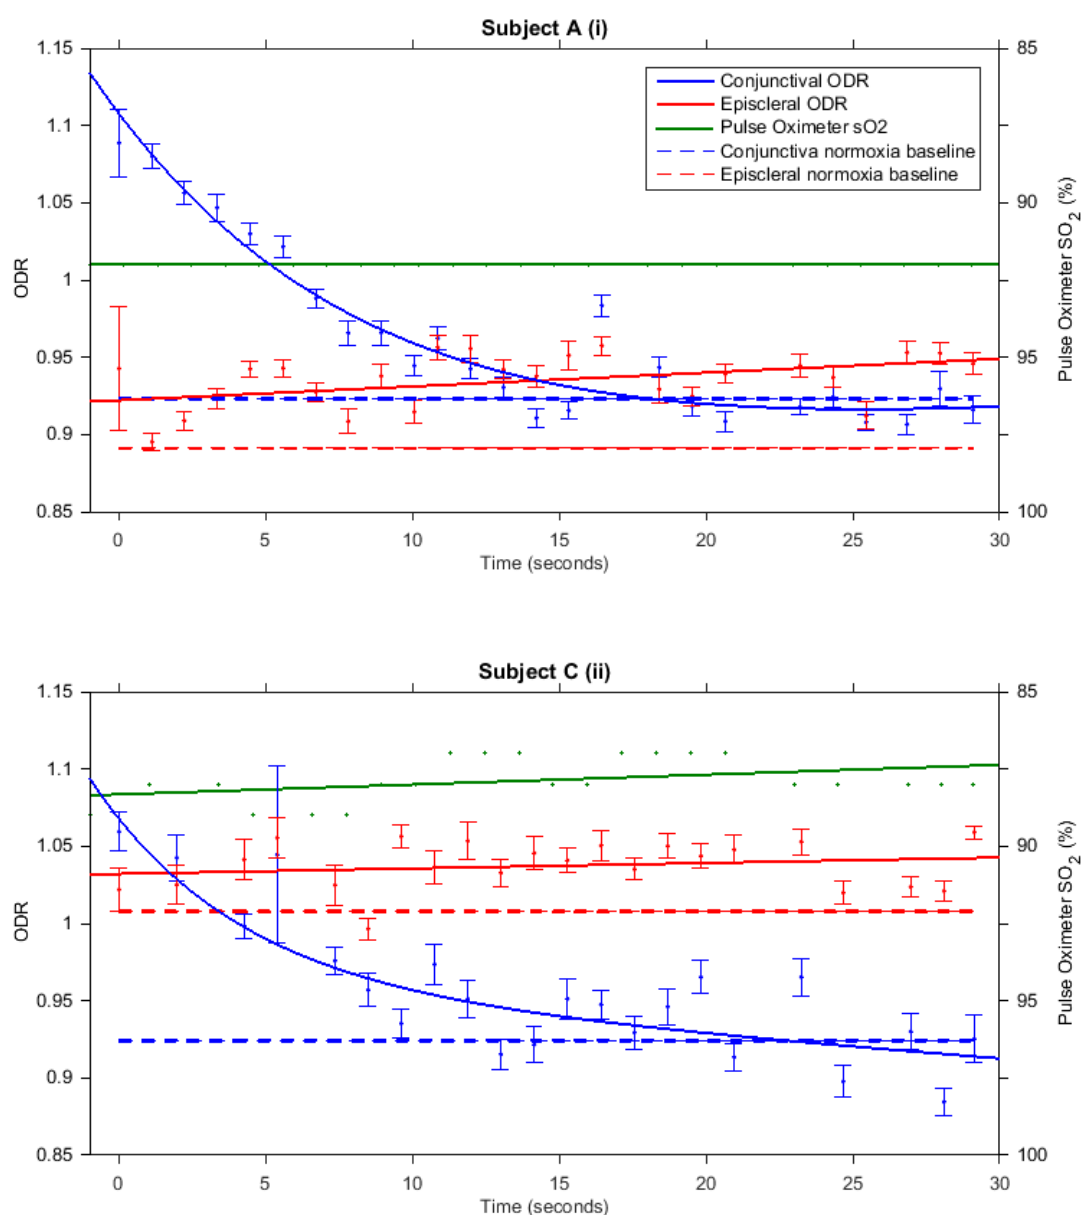 Subject A (i)
1.15
1.1
1.05
1
0.95
0.9
0.85
ODR
85
90
95
100
Pulse Oximeter SO2 (%)
Conjunctival ODR
Episcleral ODR
Pulse Oximeter sO2
Conjunctiva normoxia baseline
Episcleral normoxia baseline
0 5 10 15 20 25 30
Time (seconds)
Subject C (ii)
1.15
1.1
1.05
1
0.95
0.9
0.85
ODR
85
90
95
100
Pulse Oximeter SO2 (%)
0 5 10 15 20 25 30
Time (seconds)